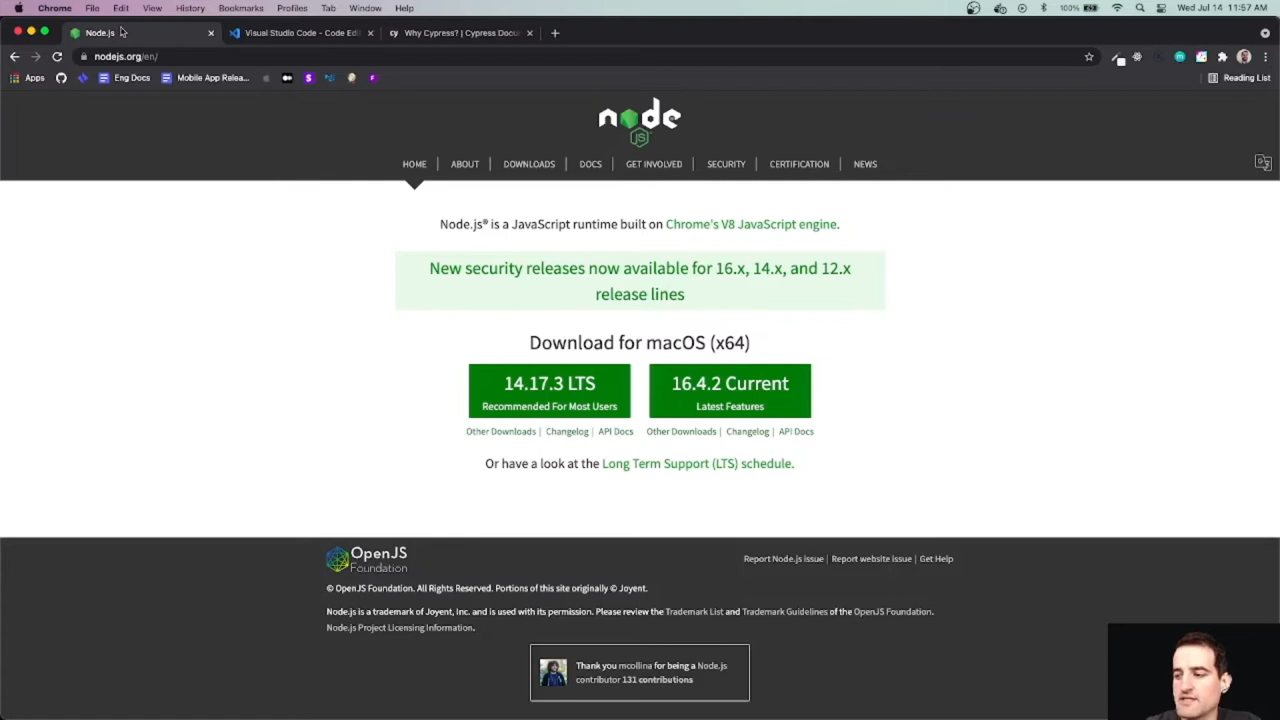 Chrome File Edit View History Bookmarks Profiles Tab Window Help 100% Wed Jul 14 11:57 AM
Node.js Visual Studio Code - Code Edi Why Cypress? | Cypress Docu
nodejs.org/en/
Apps Eng Docs Mobile App Relea... Reading List
node
JS
HOME | ABOUT | DOWNLOADS | DOCS | GET INVOLVED | SECURITY | CERTIFICATION | NEWS
Node.js® is a JavaScript runtime built on Chrome's V8 JavaScript engine.
New security releases now available for 16.x, 14.x, and 12.x
release lines
Download for macOS (x64)
14.17.3 LTS
Recommended For Most Users
16.4.2 Current
Latest Features
Other Downloads | Changelog | API Docs
Other Downloads | Changelog | API Docs
Or have a look at the Long Term Support (LTS) schedule.
OpenJS
Foundation
Report Node.js issue | Report website issue | Get Help
© OpenJS Foundation. All Rights Reserved. Portions of this site originally © Joyent.
Node.js is a trademark of Joyent, Inc. and is used with its permission. Please review the Trademark List and Trademark Guidelines of the OpenJS Foundation.
Node.js Project Licensing Information.
Thank you mcollina for being a Node.js
contributor 131 contributions